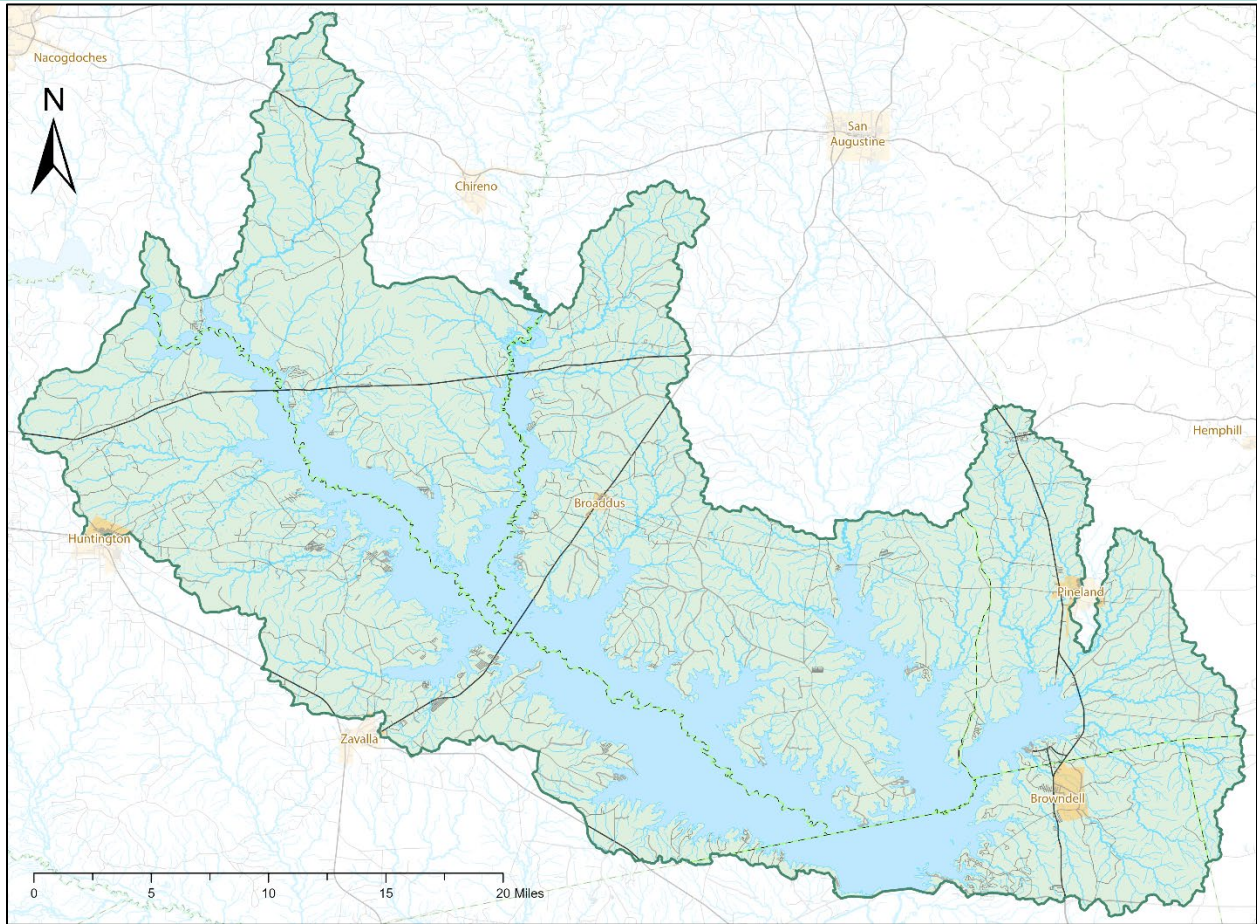 Nacogdoches
N
San
Augustine
Chireno
Hemphill
Broaddus
Huntington
Pineland
Zavalla
Browndell
0 5 10 15 20 Miles